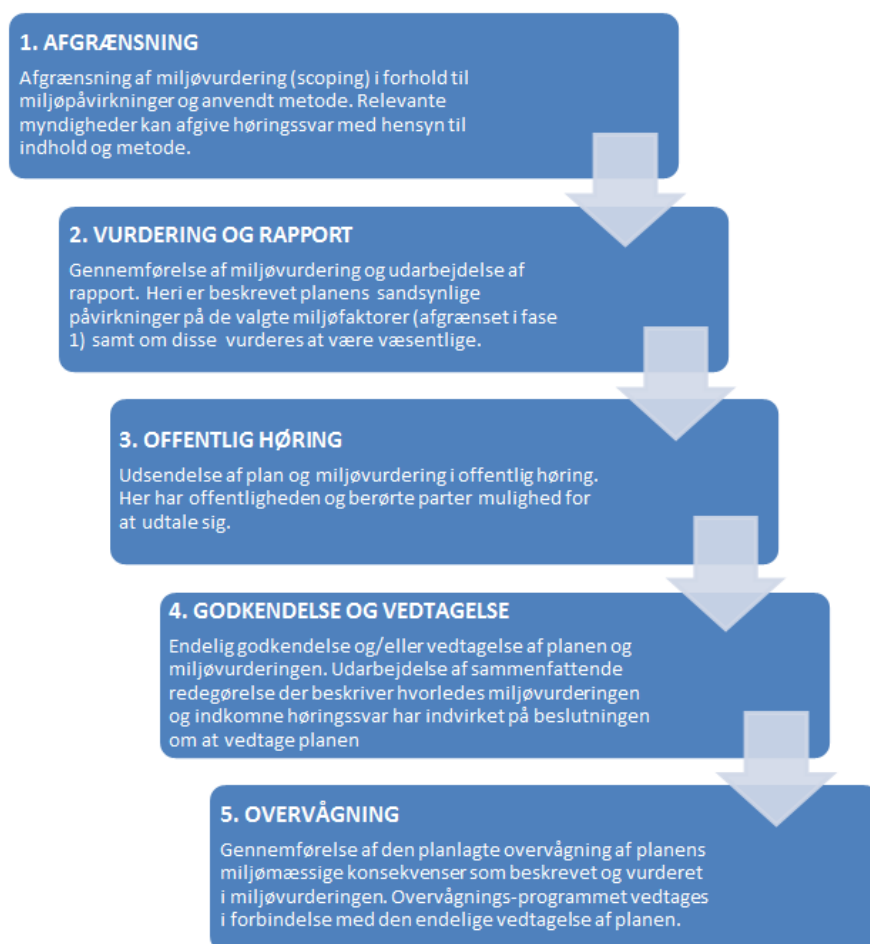 1. AFGRÆNSNING
Afgrænsning af miljøvurdering (scoping) i forhold til
miljøpåvirkninger og anvendt metode. Relevante
myndigheder kan afgive høringssvar med hensyn til
indhold og metode.
2. VURDERING OG RAPPORT
Gennemførelse af miljøvurdering og udarbejdelse af
rapport. Heri er beskrevet planens sandsynlige
påvirkninger på de valgte miljøfaktorer (afgrænset i fase
1) samt om disse vurderes at være væsentlige.
3. OFFENTLIG HØRING
Udsendelse af plan og miljøvurdering i offentlig høring.
Her har offentligheden og berørte parter mulighed for
at udtale sig.
4. GODKENDELSE OG VEDTAGELSE
Endelig godkendelse og/eller vedtagelse af planen og
miljøvurderingen. Udarbejdelse af sammenfattende
redegørelse der beskriver hvorledes miljøvurderingen
og indkomne høringssvar har indvirket på beslutningen
om at vedtage planen
5. OVERVÅGNING
Gennemførelse af den planlagte overvågning af planens
miljømæssige konsekvenser som beskrevet og vurderet
i miljøvurderingen. Overvågnings-programmet vedtages
i forbindelse med den endelige vedtagelse af planen.